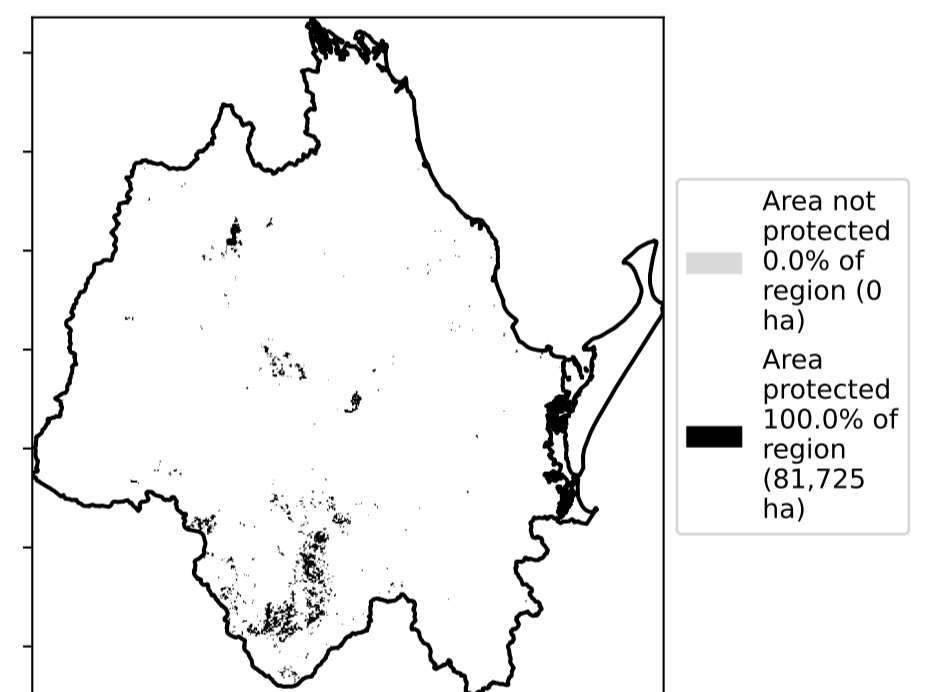 Area not
protected
0.0% of
region (0
ha)
Area
protected
100.0% of
region
(81,725
ha)